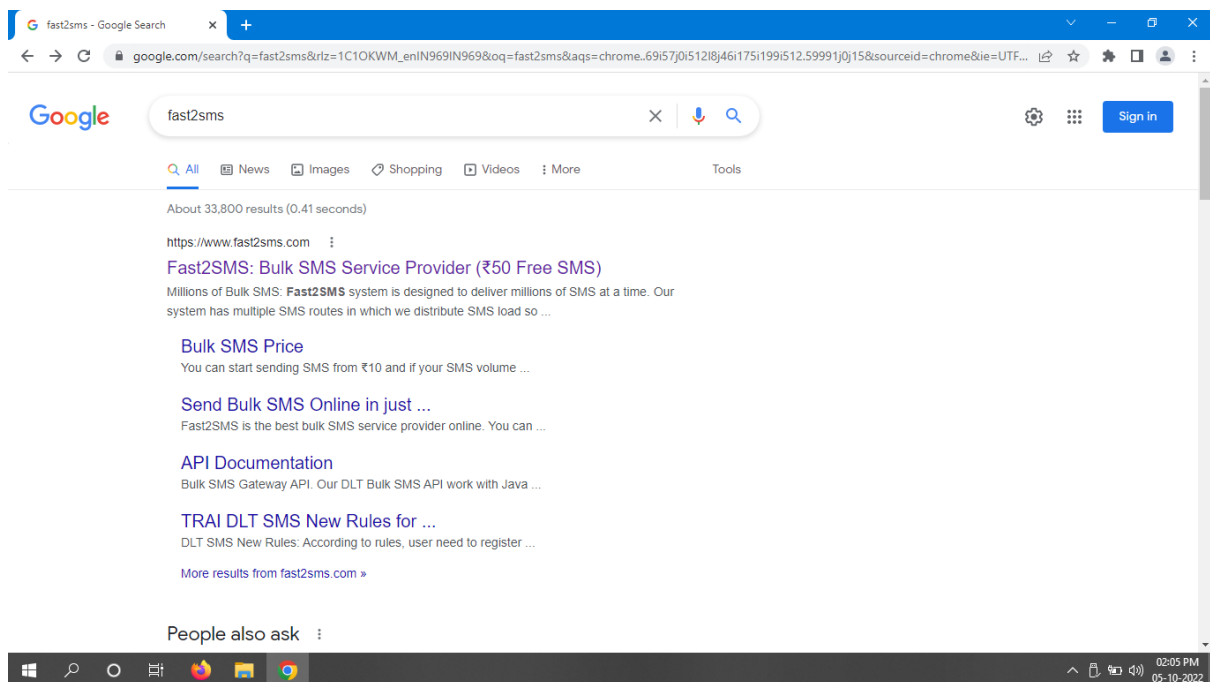 fast2sms - Google Search
google.com/search?q=fast2sms&rlz=1C1OKWM_enIN969IN969&oq=fast2sms&aqs=chrome..69i57j0i512l8j46i175i199i512.59991j0j15&sourceid=chrome&ie=UTF...
Google
fast2sms
Sign in
All News Images Shopping Videos More Tools
About 33,800 results (0.41 seconds)
https://www.fast2sms.com
Fast2SMS: Bulk SMS Service Provider (₹50 Free SMS)
Millions of Bulk SMS: Fast2SMS system is designed to deliver millions of SMS at a time. Our
system has multiple SMS routes in which we distribute SMS load so ...
Bulk SMS Price
You can start sending SMS from ₹10 and if your SMS volume ...
Send Bulk SMS Online in just ...
Fast2SMS is the best bulk SMS service provider online. You can ...
API Documentation
Bulk SMS Gateway API. Our DLT Bulk SMS API work with Java ...
TRAI DLT SMS New Rules for ...
DLT SMS New Rules: According to rules, user need to register ...
More results from fast2sms.com »
People also ask
02:05 PM
05-10-2022